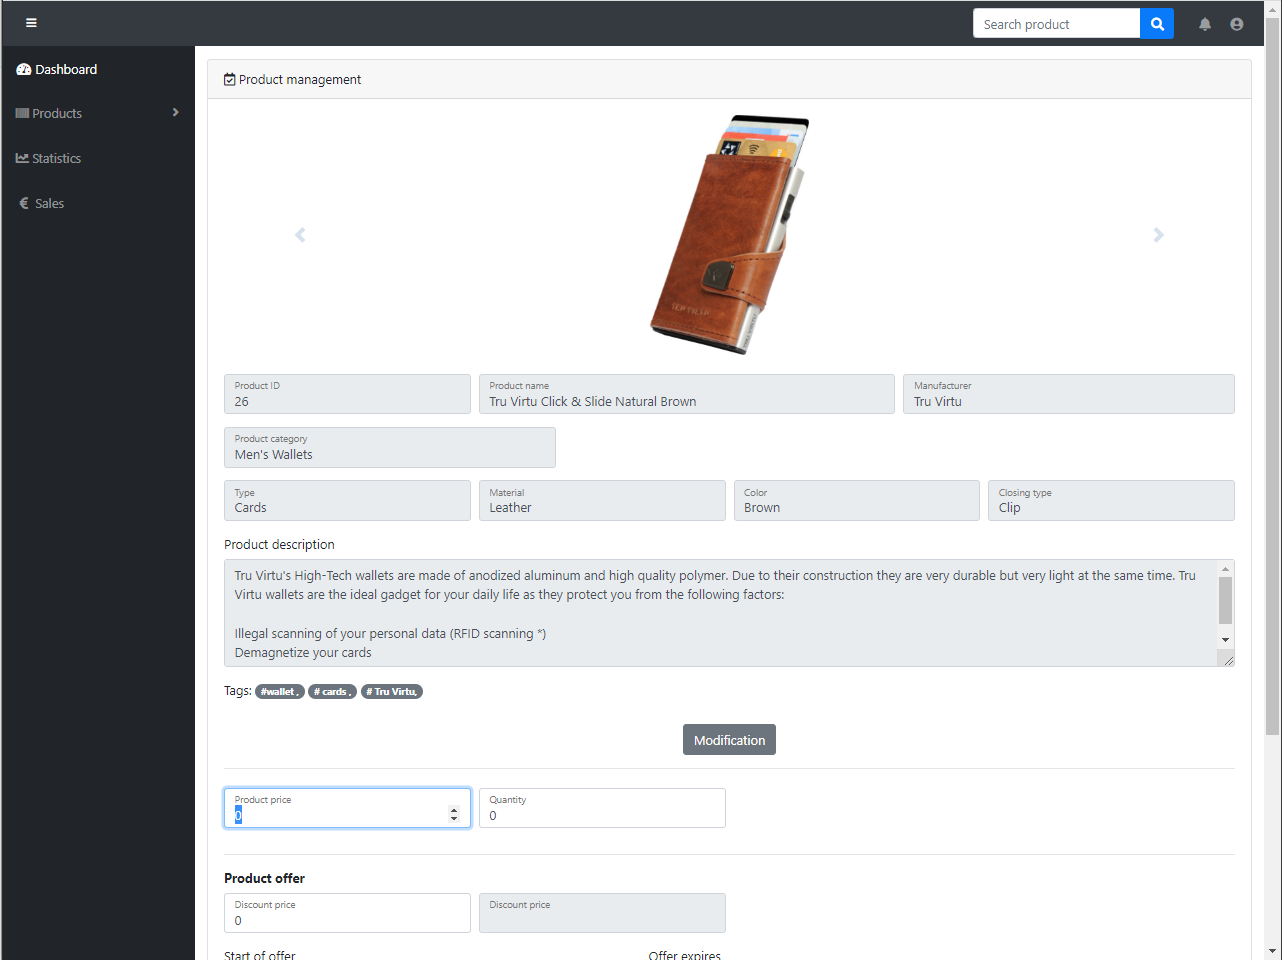 Search product
Dashboard
Products
Statistics
€ Sales
Product management
Product ID
26
Product name
Tru Virtu Click & Slide Natural Brown
Manufacturer
Tru Virtu
Product category
Men's Wallets
Type
Cards
Material
Leather
Color
Brown
Closing type
Clip
Product description
Tru Virtu's High-Tech wallets are made of anodized aluminum and high quality polymer. Due to their construction they are very durable but very light at the same time. Tru
Virtu wallets are the ideal gadget for your daily life as they protect you from the following factors:
Illegal scanning of your personal data (RFID scanning *)
Demagnetize your cards
Tags: #wallet , # cards , # Tru Virtu,
Modification
Product price
0
Quantity
0
Product offer
Discount price
0
Discount price
Start of offer
Offer expires